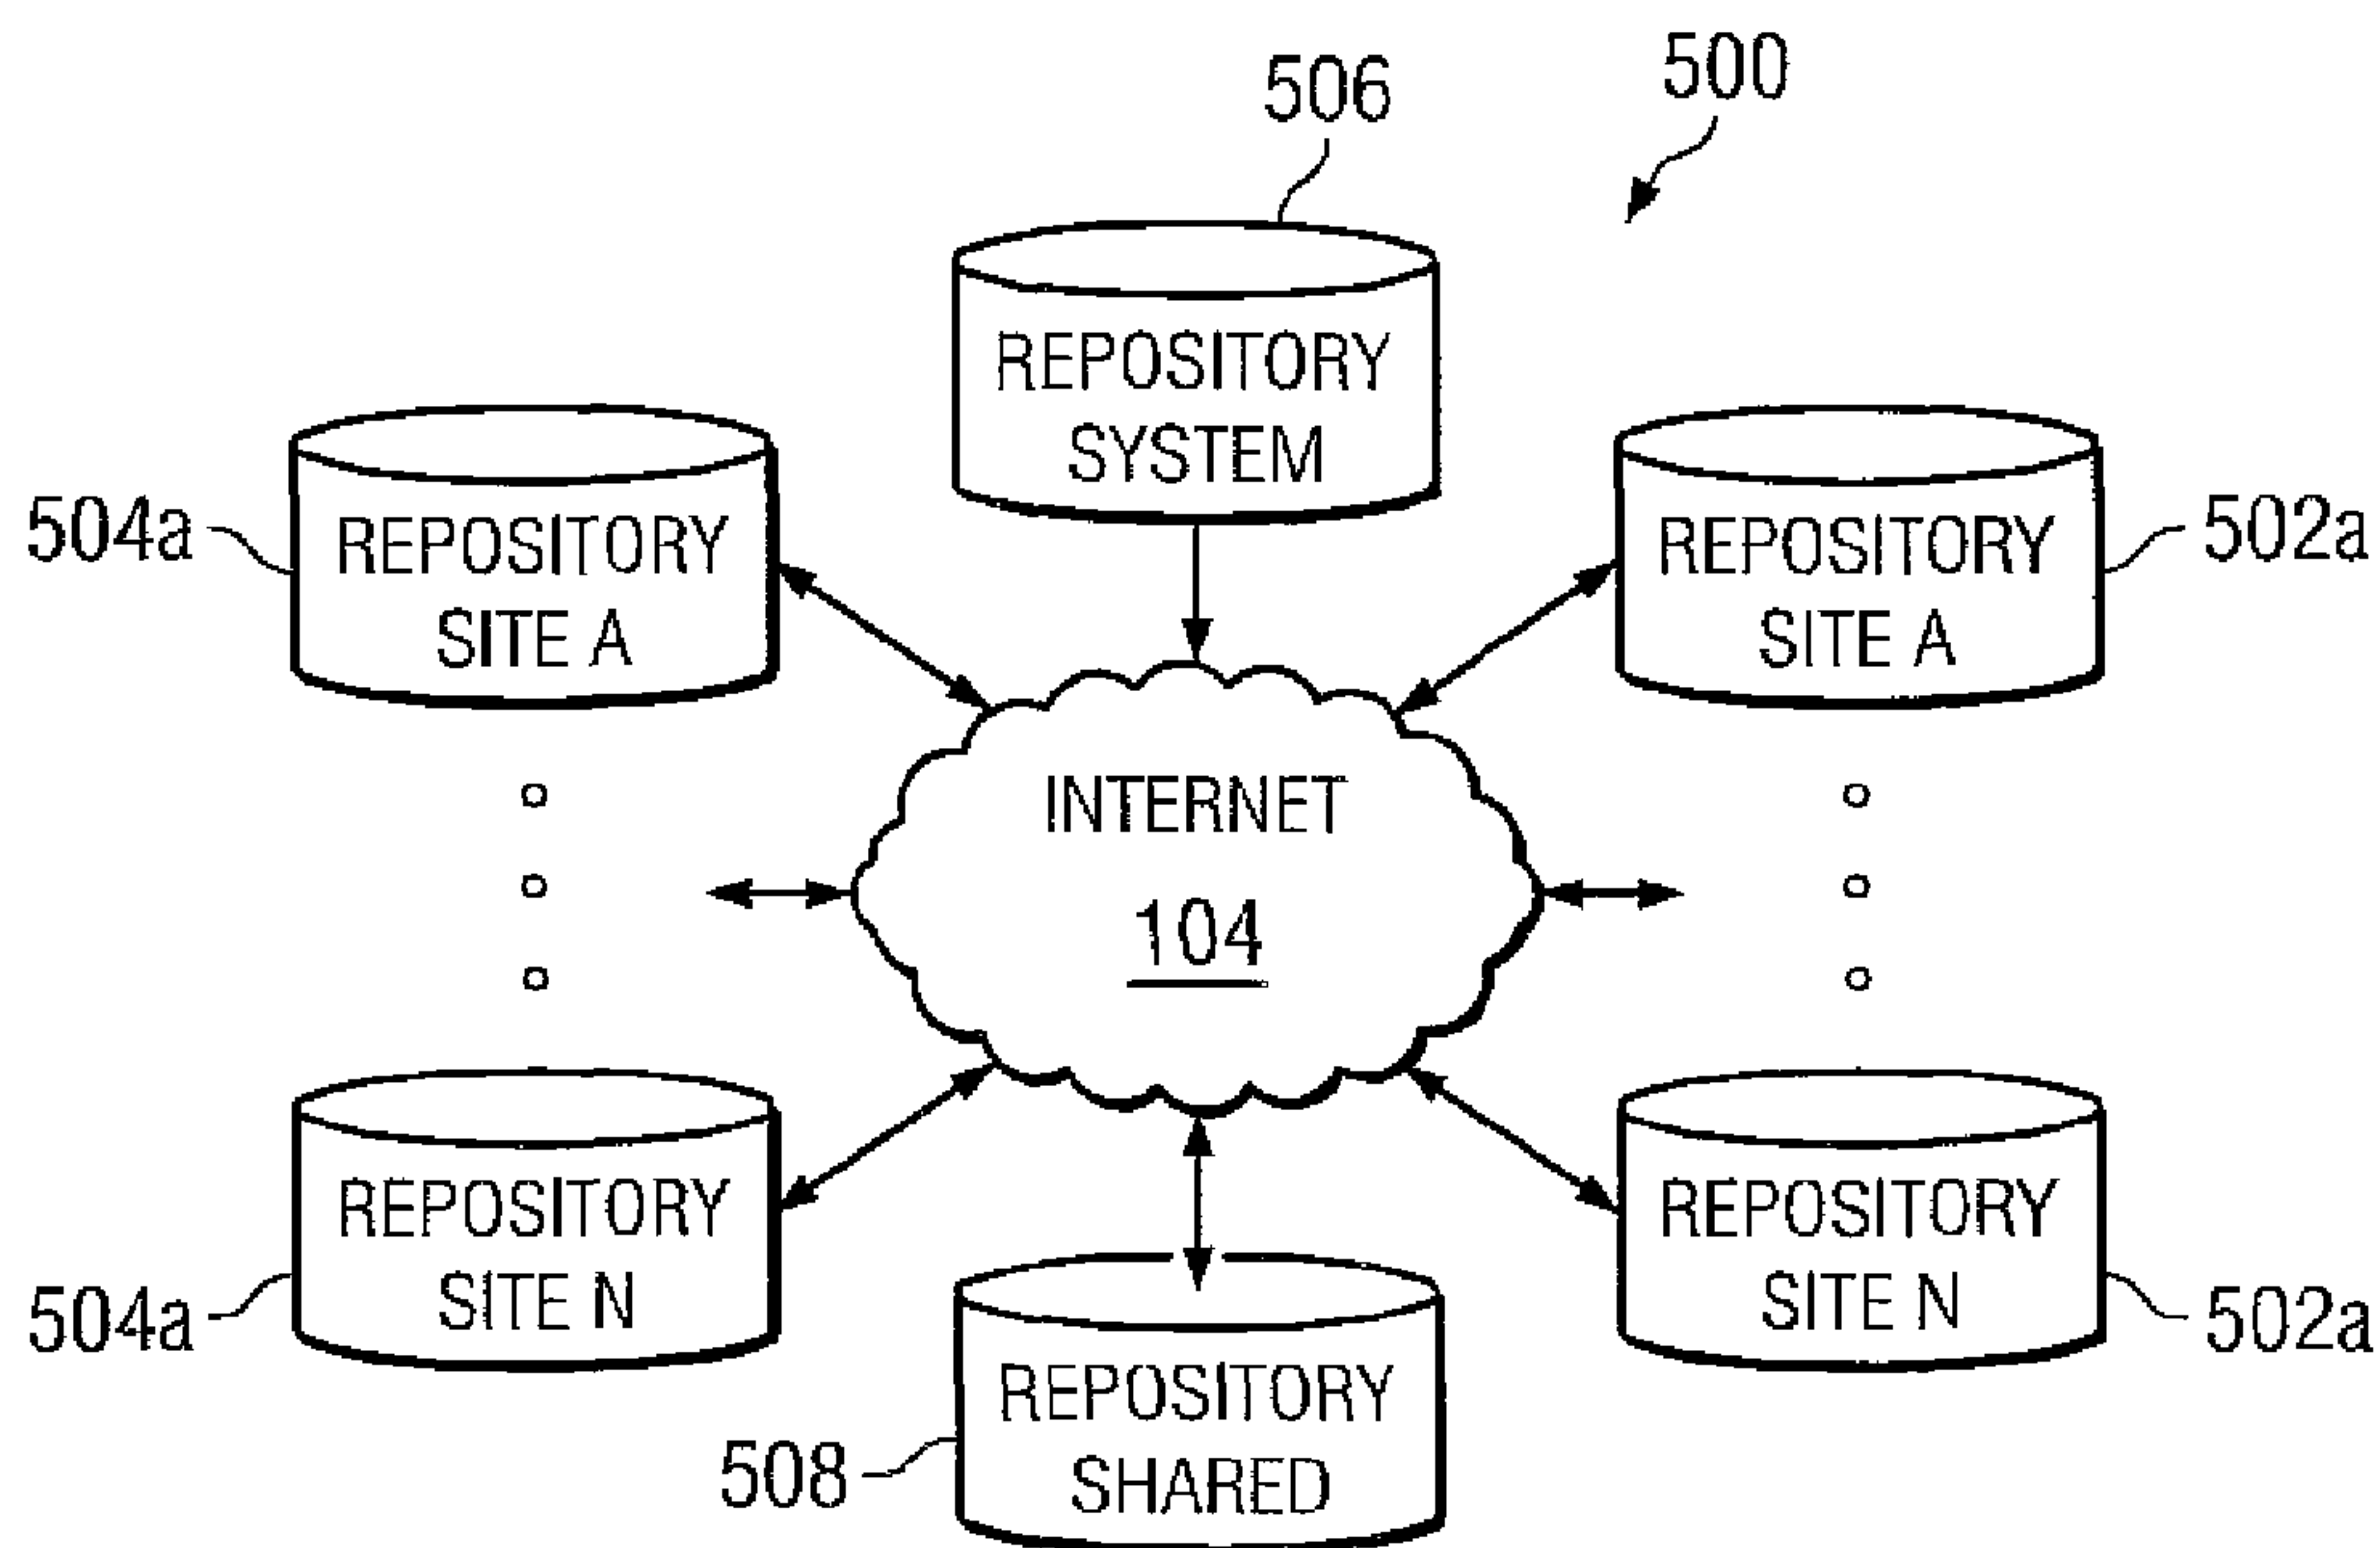 500
506
REPOSITORY
SYSTEM
504a
REPOSITORY
SITE A
REPOSITORY
SITE A
502a
INTERNET
104
REPOSITORY
SITE N
504a
REPOSITORY
SITE N
502a
REPOSITORY
SHARED
508